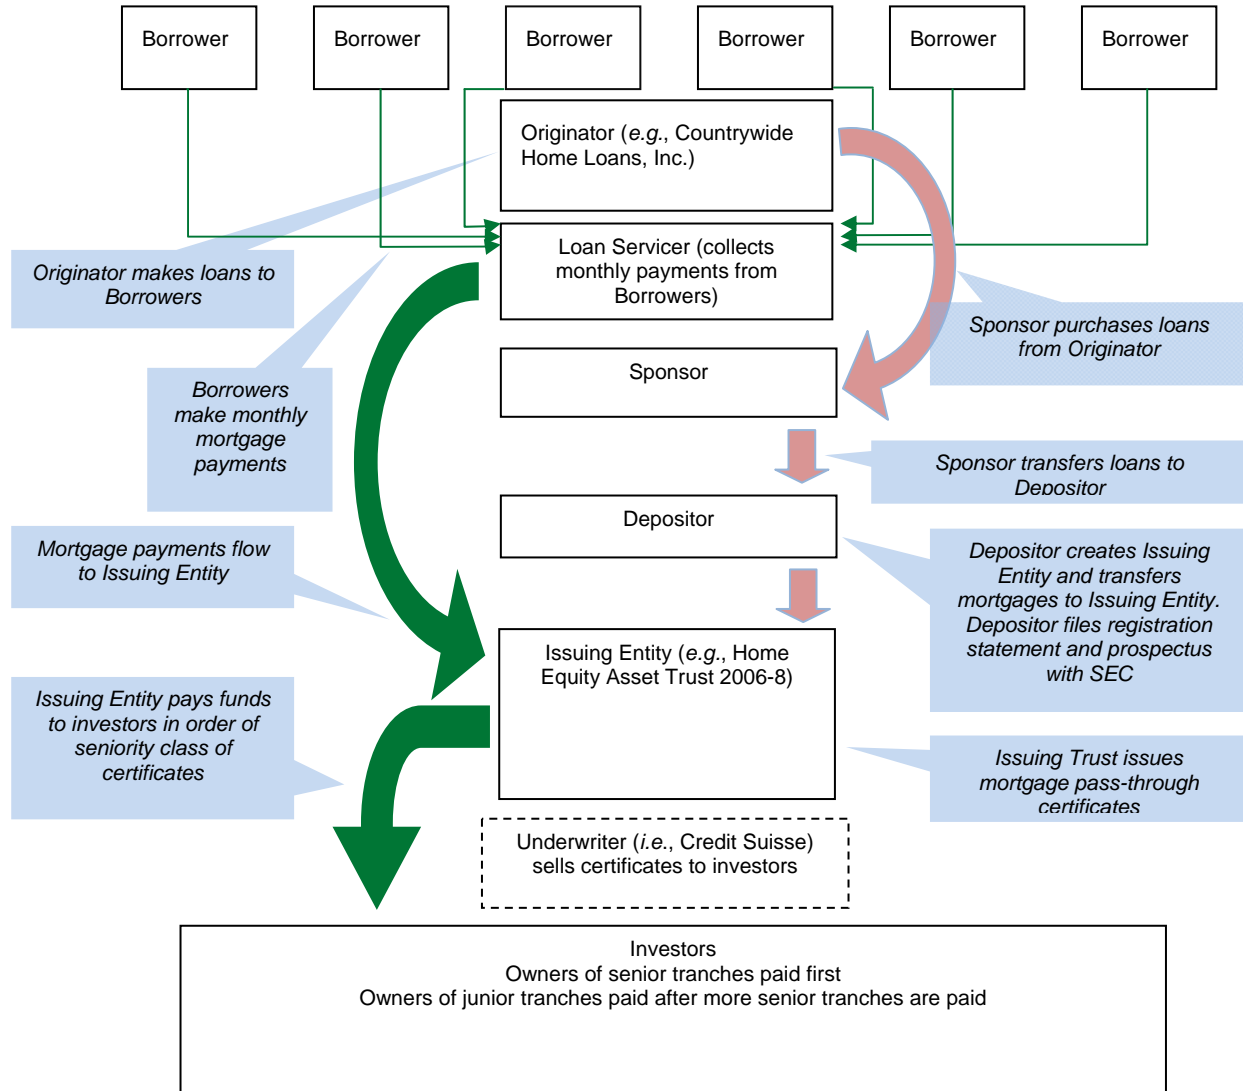 Borrower
Borrower
Borrower
Borrower
Borrower
Borrower
Originator (e.g., Countrywide
Home Loans, Inc.)
Originator makes loans to
Borrowers
Loan Servicer (collects
monthly payments from
Borrowers)
Sponsor purchases loans
from Originator
Borrowers
make monthly
mortgage
payments
Sponsor
Sponsor transfers loans to
Depositor
Mortgage payments flow
to Issuing Entity
Depositor
Depositor creates Issuing
Entity and transfers
mortgages to Issuing Entity.
Depositor files registration
statement and prospectus
with SEC
Issuing Entity (e.g., Home
Equity Asset Trust 2006-8)
Issuing Entity pays funds
to investors in order of
seniority class of
certificates
Issuing Trust issues
mortgage pass-through
certificates
Underwriter (i.e., Credit Suisse)
sells certificates to investors
Investors
Owners of senior tranches paid first
Owners of junior tranches paid after more senior tranches are paid